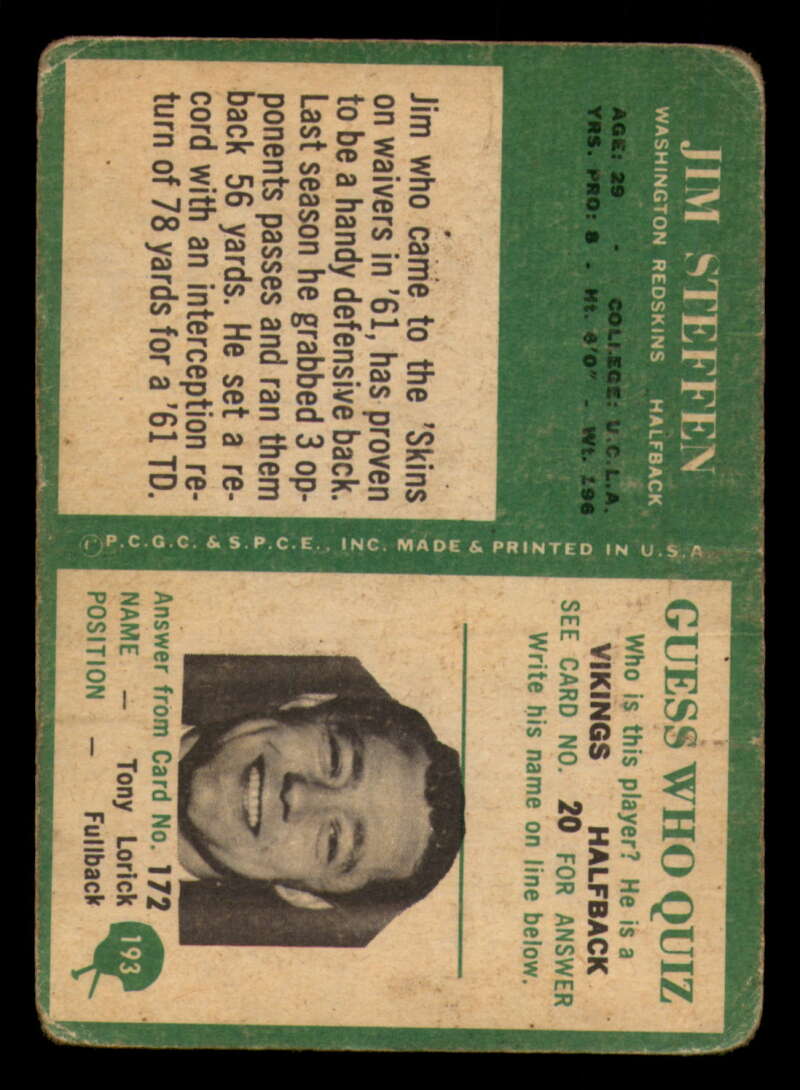 JIM STEFFEN
WASHINGTON REDSKINS HALFBACK
AGE: 29 - COLLEGE: U.C.L.A.
YRS. PRO: 8 - Ht. 6'0" - Wt. 196
Jim who came to the 'Skins
on waivers in '61, has proven
to be a handy defensive back.
Last season he grabbed 3 op-
ponents passes and ran them
back 56 yards. He set a re-
cord with an interception re-
turn of 78 yards for a '61 TD.
©P.C.G.C. & S.P.C.E., INC. MADE & PRINTED IN U.S.A.
GUESS WHO QUIZ
Who is this player? He is a
VIKINGS HALFBACK
SEE CARD NO. 20 FOR ANSWER
Write his name on line below.
Answer from Card No. 172
NAME — Tony Lorick
POSITION — Fullback
193